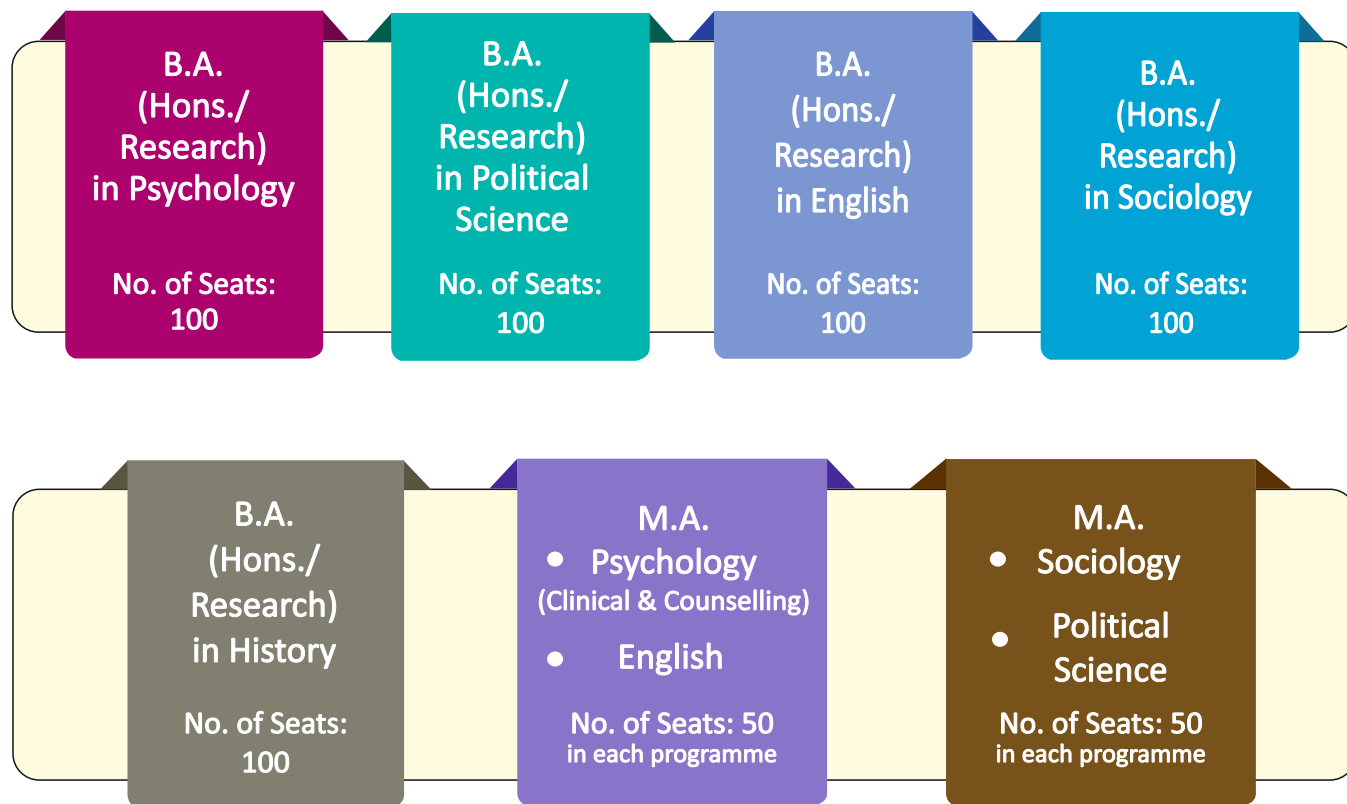 B.A.
(Hons./
Research)
in Psychology
No. of Seats:
100
B.A.
(Hons./
Research)
in Political
Science
No. of Seats:
100
B.A.
(Hons./
Research)
in English
No. of Seats:
100
B.A.
(Hons./
Research)
in Sociology
No. of Seats:
100
B.A.
(Hons./
Research)
in History
No. of Seats:
100
M.A.
• Psychology
(Clinical & Counselling)
• English
No. of Seats: 50
in each programme
M.A.
• Sociology
• Political
Science
No. of Seats: 50
in each programme